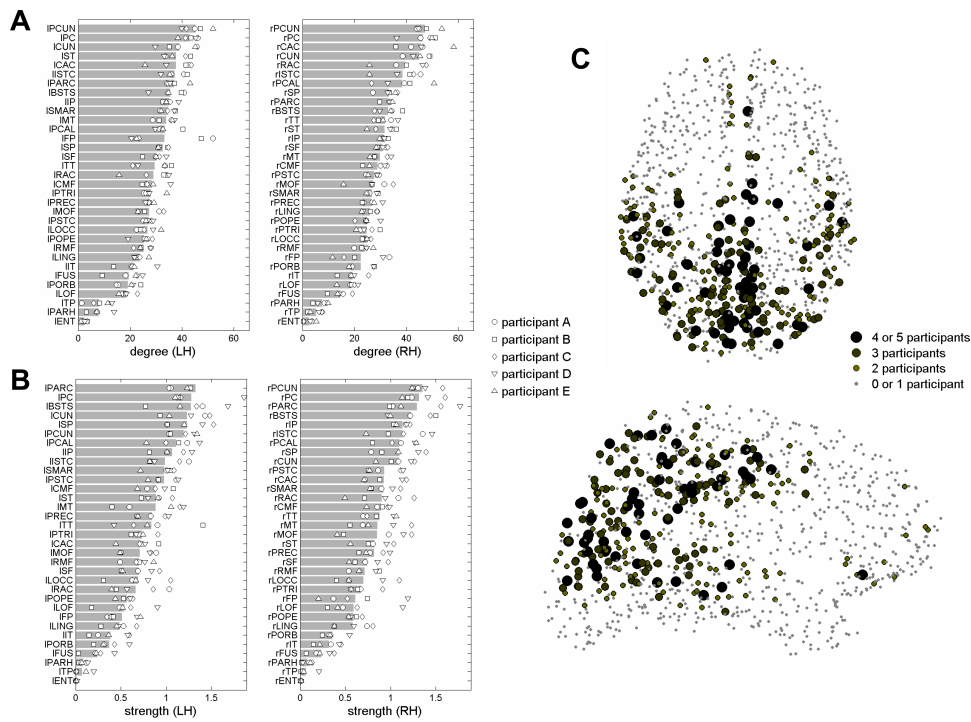 A
lPCUN
lPC
lCUN
lST
lCAC
lISTC
lPARC
lBSTS
lIP
lSMAR
lMT
lPCAL
lFP
lSP
lSF
lTT
lRAC
lCMF
lPTRI
lPREC
lMOF
lPSTC
lLOCC
lPOPE
lRMF
lLING
lIT
lFUS
lPORB
lLOF
lTP
lPARH
lENT
0 20 40 60
degree (LH)
rPCUN
rPC
rCAC
rCUN
rRAC
rISTC
rPCAL
rSP
rPARC
rBSTS
rTT
rST
rIP
rSF
rMT
rCMF
rPSTC
rMOF
rSMAR
rPREC
rLING
rPOPE
rPTRI
rLOCC
rRMF
rFP
rPORB
rIT
rLOF
rFUS
rPARH
rTP
rENT
0 20 40 60
degree (RH)
participant A
participant B
participant C
participant D
participant E
B
lPARC
lPC
lBSTS
lCUN
lSP
lPCUN
lPCAL
lIP
lISTC
lSMAR
lPSTC
lCMF
lST
lMT
lPREC
lTT
lPTRI
lCAC
lMOF
lRMF
lSF
lLOCC
lRAC
lPOPE
lLOF
lFP
lLING
lIT
lPORB
lFUS
lPARH
lTP
lENT
0 0.5 1 1.5
strength (LH)
rPCUN
rPC
rPARC
rBSTS
rIP
rISTC
rPCAL
rSP
rCUN
rPSTC
rCAC
rSMAR
rRAC
rCMF
rTT
rMT
rMOF
rST
rPREC
rSF
rRMF
rLOCC
rPTRI
rFP
rLOF
rPOPE
rLING
rPORB
rIT
rFUS
rPARH
rTP
rENT
0 0.5 1 1.5
strength (RH)
C
4 or 5 participants
3 participants
2 participants
0 or 1 participant